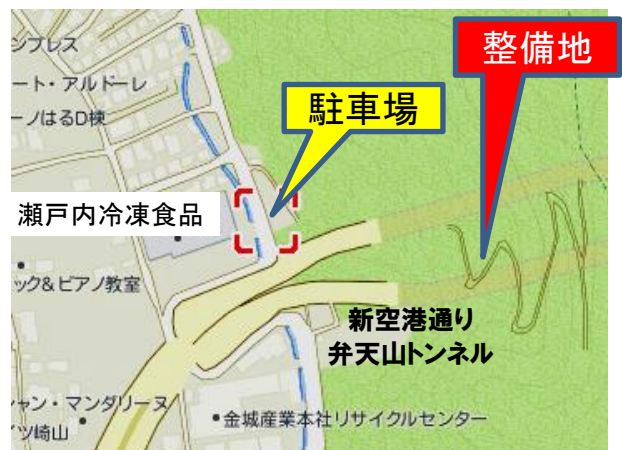 ンプレス
整備地
ート・アルドーレ
駐車場
ーノはるD棟
瀬戸内冷凍食品
ック&ピアノ教室
新空港通り
弁天山トンネル
ャン・マンダリーヌ
金城産業本社リサイクルセンター
ツ崎山